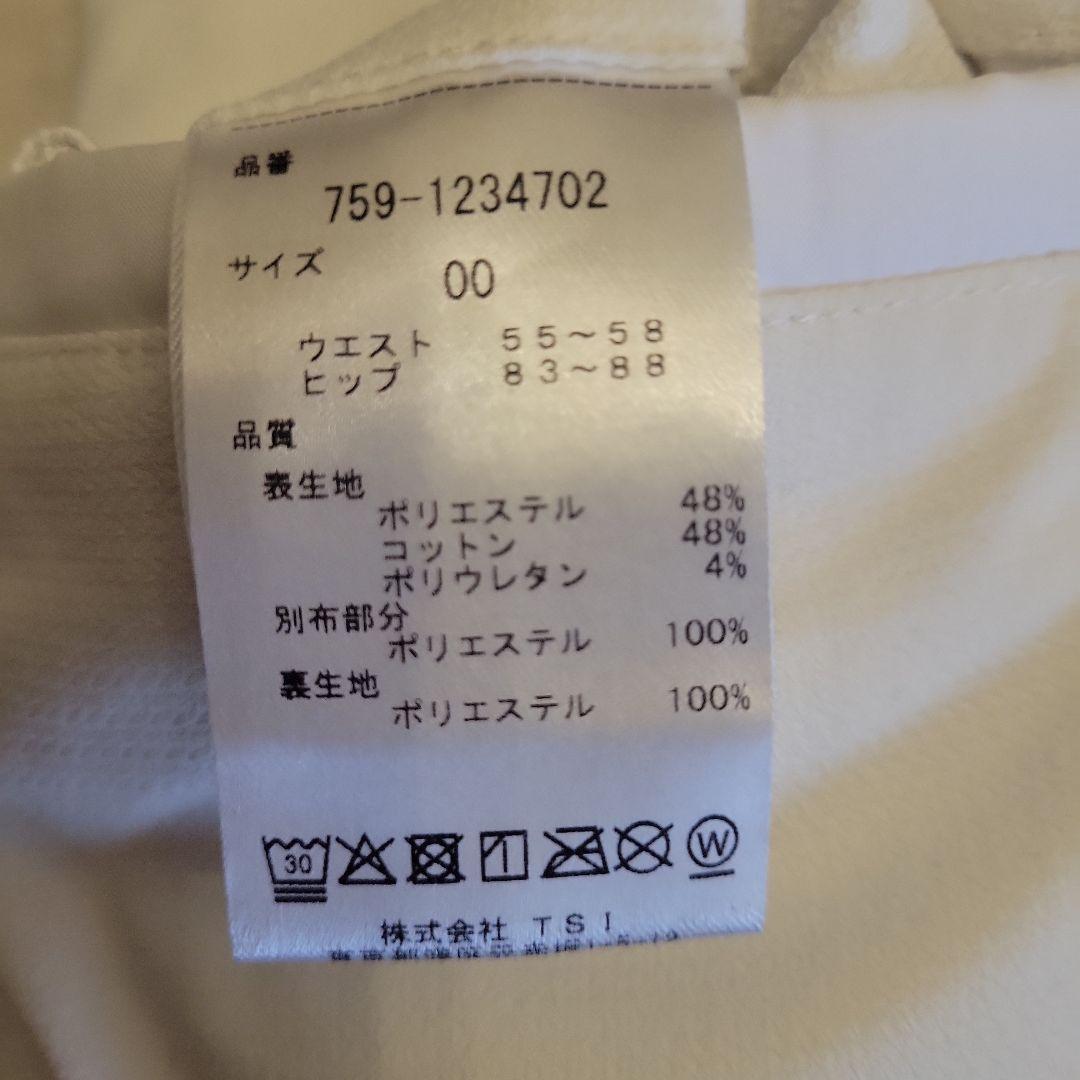 品番
759-1234702
サイズ 00
ウエスト 55～58
ヒップ 83～88
品質
表生地
ポリエステル 48%
コットン 48%
ポリウレタン 4%
別布部分
ポリエステル 100%
裏生地
ポリエステル 100%
30 W
株式会社 TSI